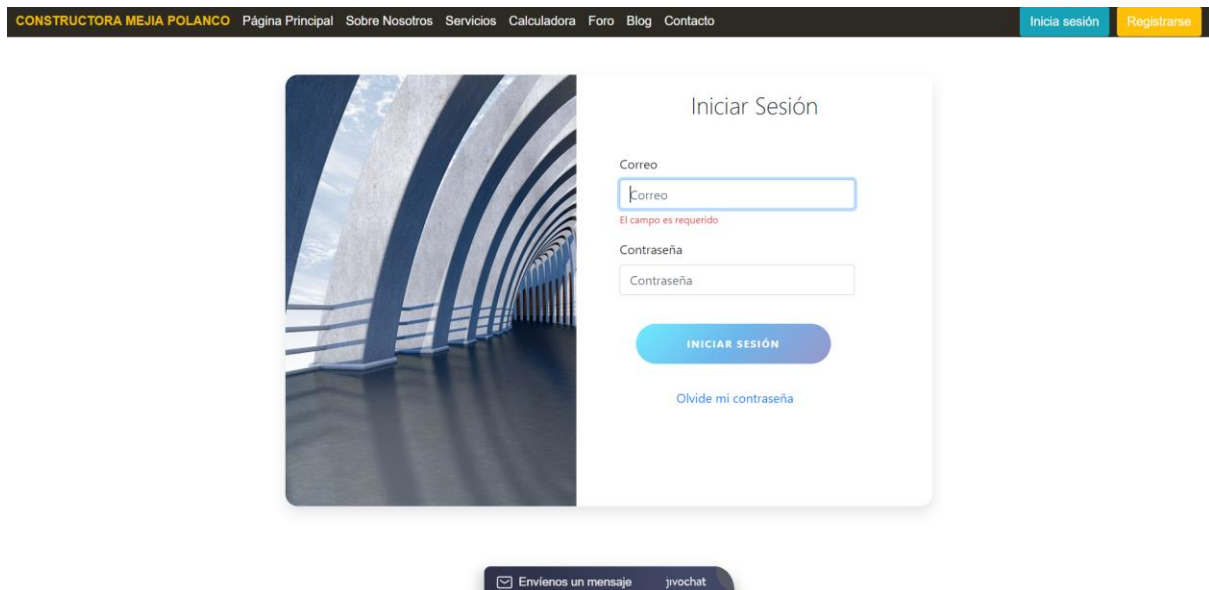 CONSTRUCTORA MEJIA POLANCO Página Principal Sobre Nosotros Servicios Calculadora Foro Blog Contacto Inicia sesión Registrarse
Iniciar Sesión
Correo
Correo
El campo es requerido
Contraseña
Contraseña
INICIAR SESIÓN
Olvide mi contraseña
Envíenos un mensaje jivochat